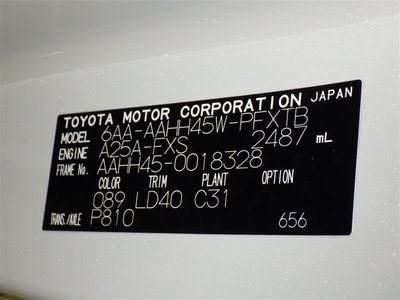 TOYOTA MOTOR CORPORATION JAPAN
MODEL 6AA-AAHH45W-PFXTB
ENGINE A25A-FXS 2487 mL
FRAME No. AAHH45-0018328
COLOR TRIM PLANT OPTION
089 LD40 C31
TRANS./AXLE P810 656